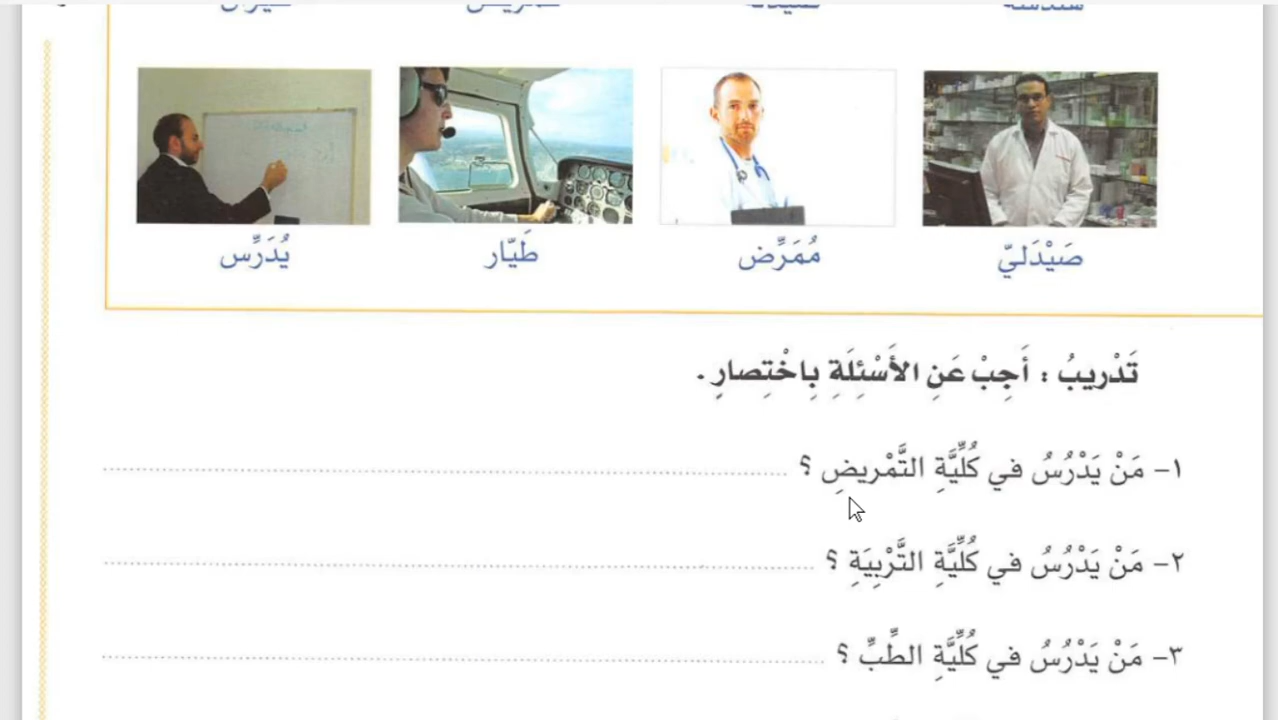 صَيْدَليّ مُمَرِّض طَيّار يُدَرِّس
تَدْريبُ : أَجِبْ عَنِ الأَسْئِلَةِ بِاخْتِصارٍ .
١– مَنْ يَدْرُسُ في كُلِّيَّةِ التَّمْريضِ ؟
٢– مَنْ يَدْرُسُ في كُلِّيَّةِ التَّرْبِيَةِ ؟
٣– مَنْ يَدْرُسُ في كُلِّيَّةِ الطِّبِّ ؟